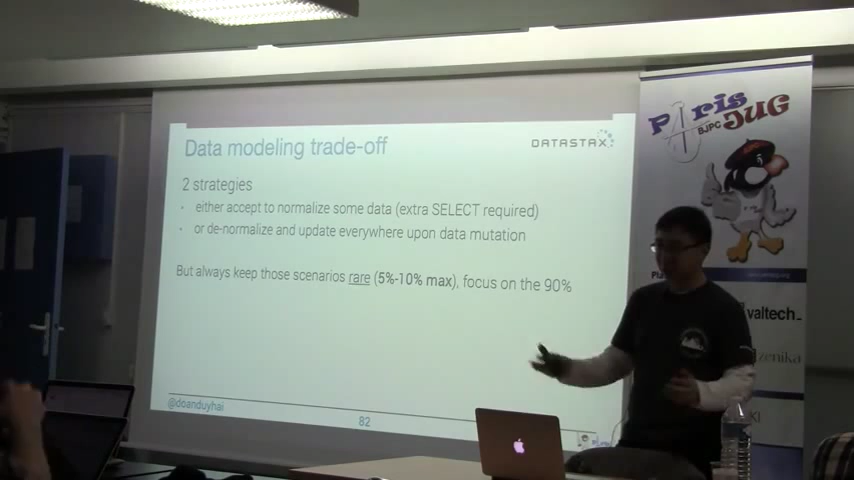 Data modeling trade-off
DATASTAX
2 strategies
• either accept to normalize some data (extra SELECT required)
• or de-normalize and update everywhere upon data mutation
But always keep those scenarios rare (5%-10% max), focus on the 90%
@doanduyhai
82
Paris
BJPC
JUG
valtech_
zenika